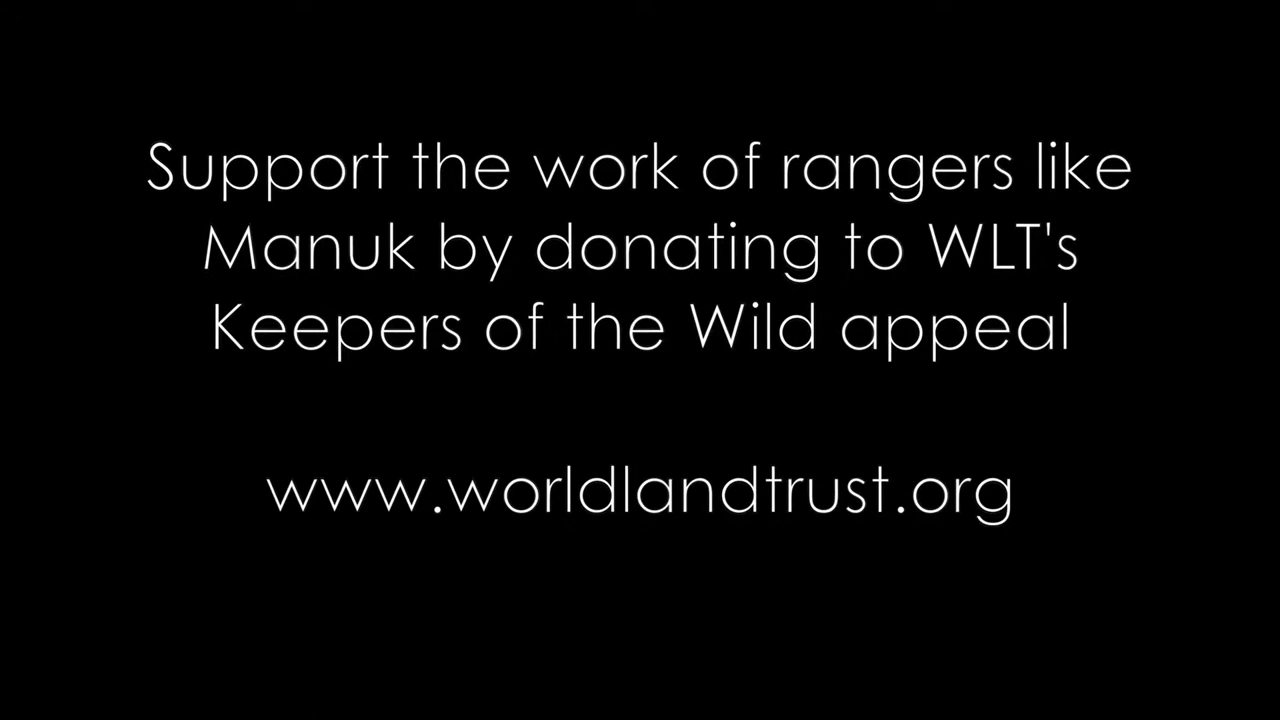 Support the work of rangers like
Manuk by donating to WLT's
Keepers of the Wild appeal
www.worldlandtrust.org